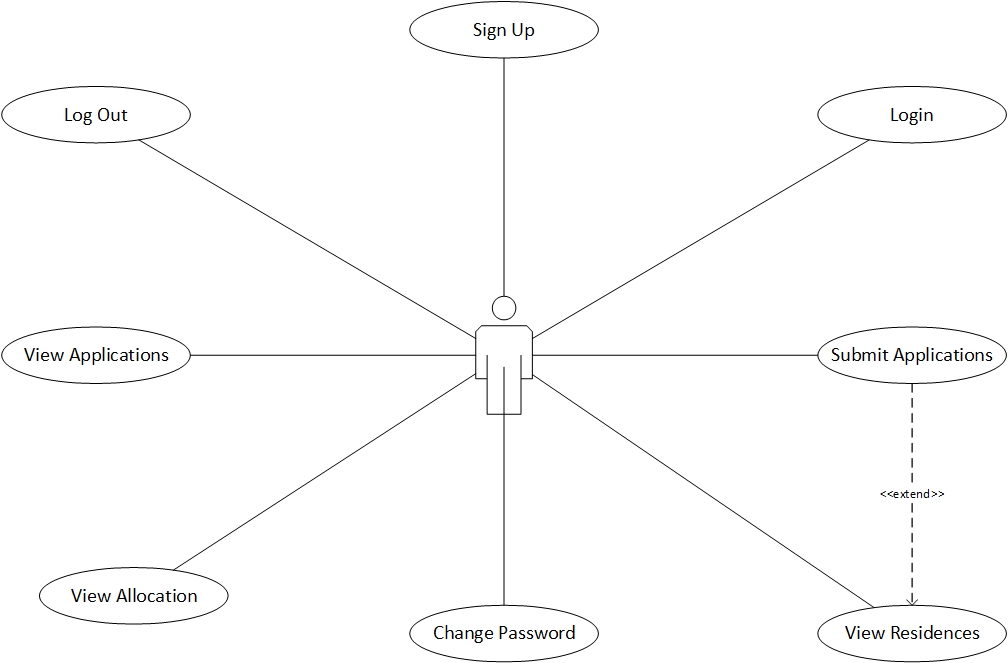 Sign Up
Log Out
Login
View Applications
Submit Applications
<<extend>>
View Allocation
Change Password
View Residences